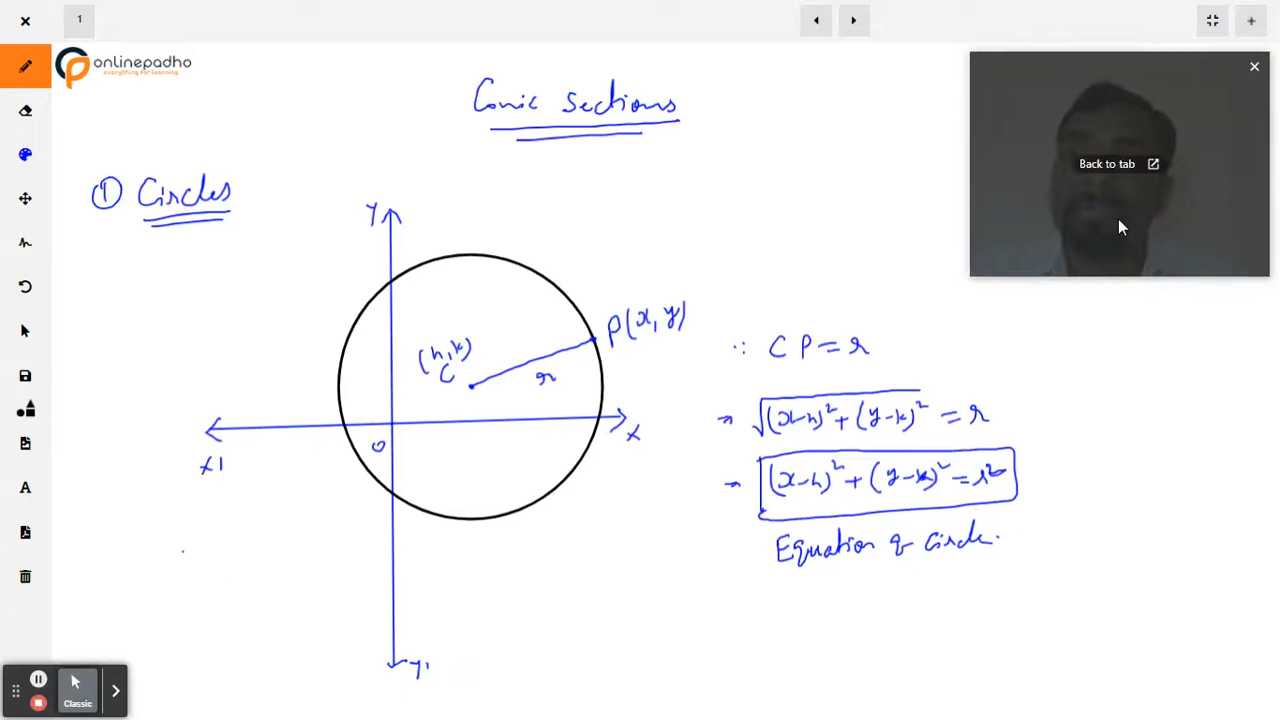 1
onlinepadho
everything for learning
Conic Sections
① Circles
Back to tab
Y
P(x, y)
(h, k)
C
r
∵ CP = r
→ √(x-h)² + (y-k)² = r
X
O
X1
→ (x-h)² + (y-k)² = r²
Equation of Circle.
Y1
A
Classic